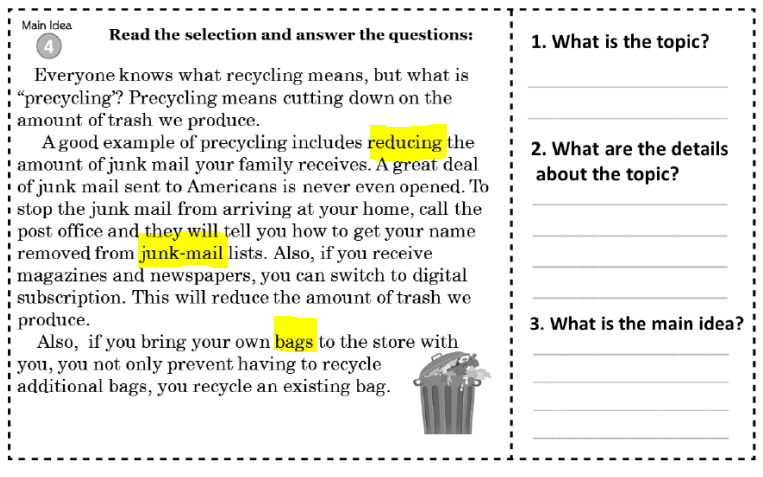 Main Idea
4
Read the selection and answer the questions:
Everyone knows what recycling means, but what is
“precycling’? Precycling means cutting down on the
amount of trash we produce.
A good example of precycling includes reducing the
amount of junk mail your family receives. A great deal
of junk mail sent to Americans is never even opened. To
stop the junk mail from arriving at your home, call the
post office and they will tell you how to get your name
removed from junk-mail lists. Also, if you receive
magazines and newspapers, you can switch to digital
subscription. This will reduce the amount of trash we
produce.
Also, if you bring your own bags to the store with
you, you not only prevent having to recycle
additional bags, you recycle an existing bag.
1. What is the topic?
2. What are the details
about the topic?
3. What is the main idea?